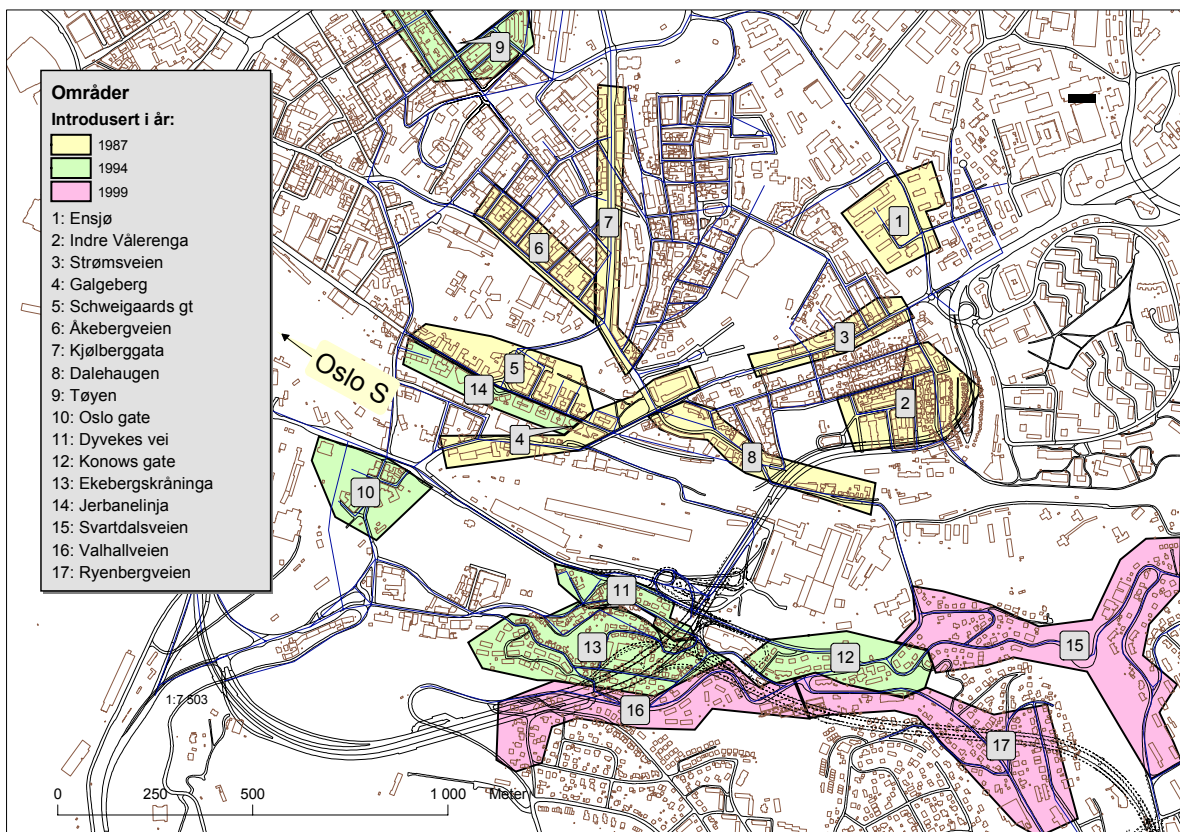 Områder
Introdusert i år:
1987
1994
1999
1: Ensjø
2: Indre Vålerenga
3: Strømsveien
4: Galgeberg
5: Schweigaards gt
6: Åkebergveien
7: Kjølberggata
8: Dalehaugen
9: Tøyen
10: Oslo gate
11: Dyvekes vei
12: Konows gate
13: Ekebergskråninga
14: Jerbanelinja
15: Svartdalsveien
16: Valhallveien
17: Ryenbergveien
9
1
7
6
3
Oslo S
5
14
2
4
8
10
11
15
13
12
16
17
1:7 503
0 250 500 1 000 Meter